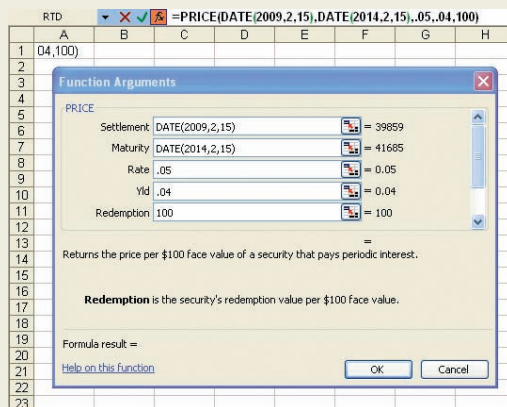 RTD =PRICE(DATE(2009,2,15),DATE(2014,2,15),.05,.04,100)
A B C D E F G H
1 04,100)
2
3
4
5
6
7
8
9
10
11
12
13
14
15
16
17
18
19
20
21
22
23
Function Arguments
PRICE
Settlement DATE(2009,2,15) = 39859
Maturity DATE(2014,2,15) = 41685
Rate .05 = 0.05
Yld .04 = 0.04
Redemption 100 = 100
=
Returns the price per $100 face value of a security that pays periodic interest.
Redemption is the security's redemption value per $100 face value.
Formula result =
Help on this function OK Cancel